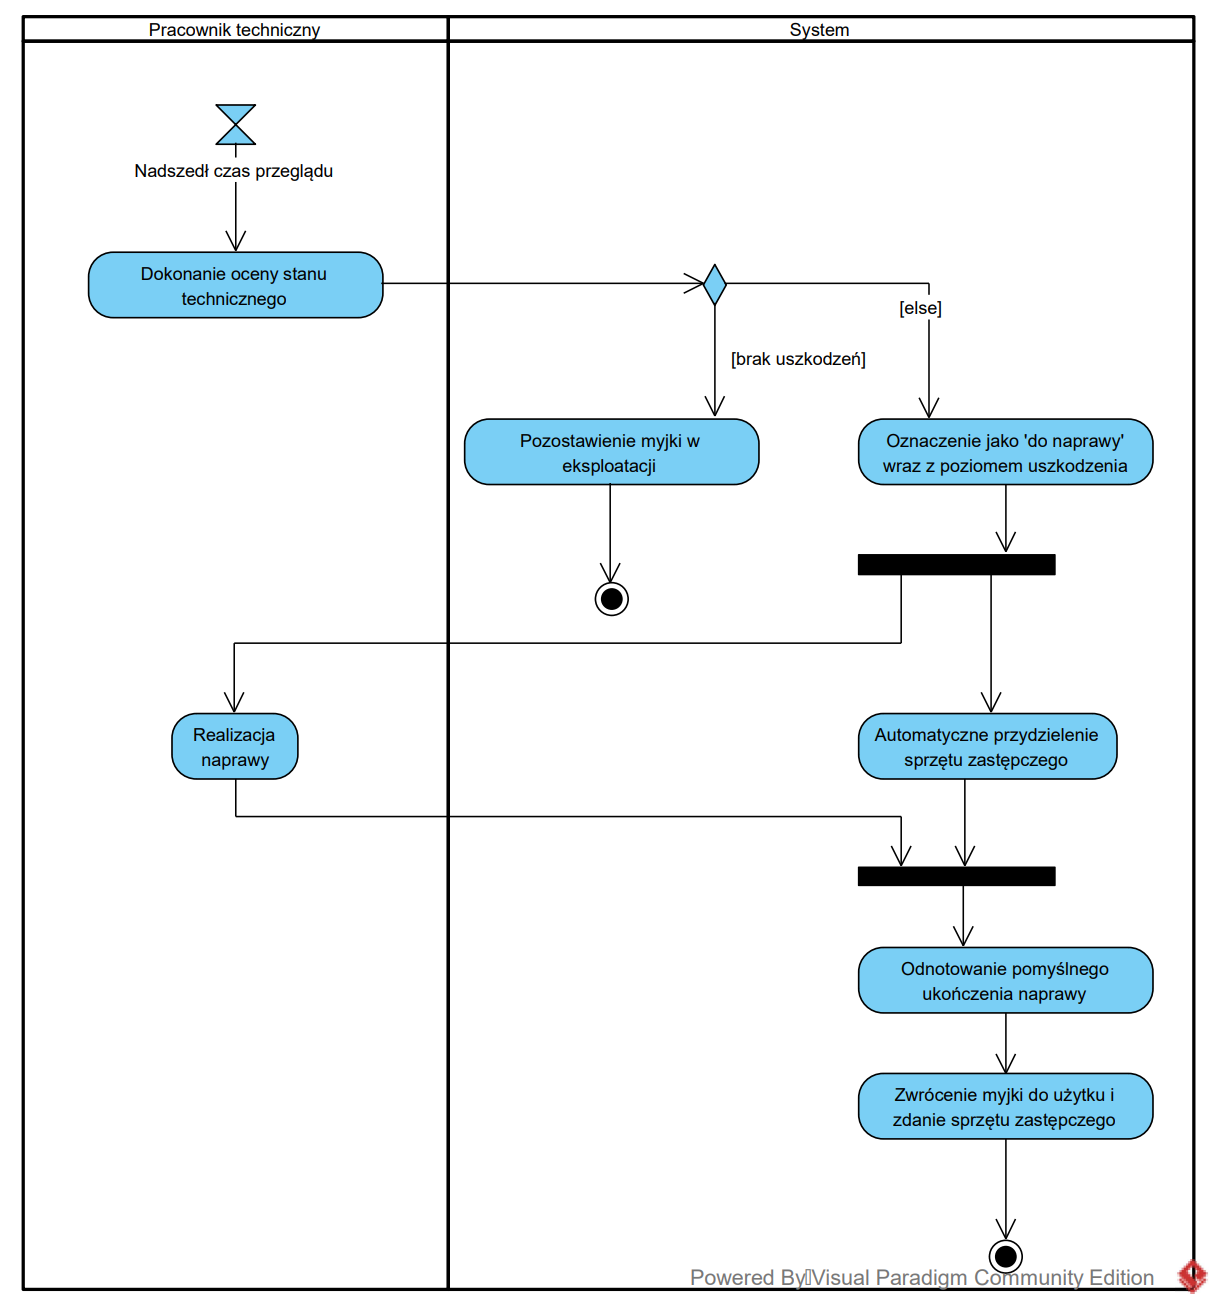 Pracownik techniczny
System
Nadszedł czas przeglądu
Dokonanie oceny stanu
technicznego
[else]
[brak uszkodzeń]
Pozostawienie myjki w
eksploatacji
Oznaczenie jako 'do naprawy'
wraz z poziomem uszkodzenia
Realizacja
naprawy
Automatyczne przydzielenie
sprzętu zastępczego
Odnotowanie pomyślnego
ukończenia naprawy
Zwrócenie myjki do użytku i
zdanie sprzętu zastępczego
Powered By Visual Paradigm Community Edition